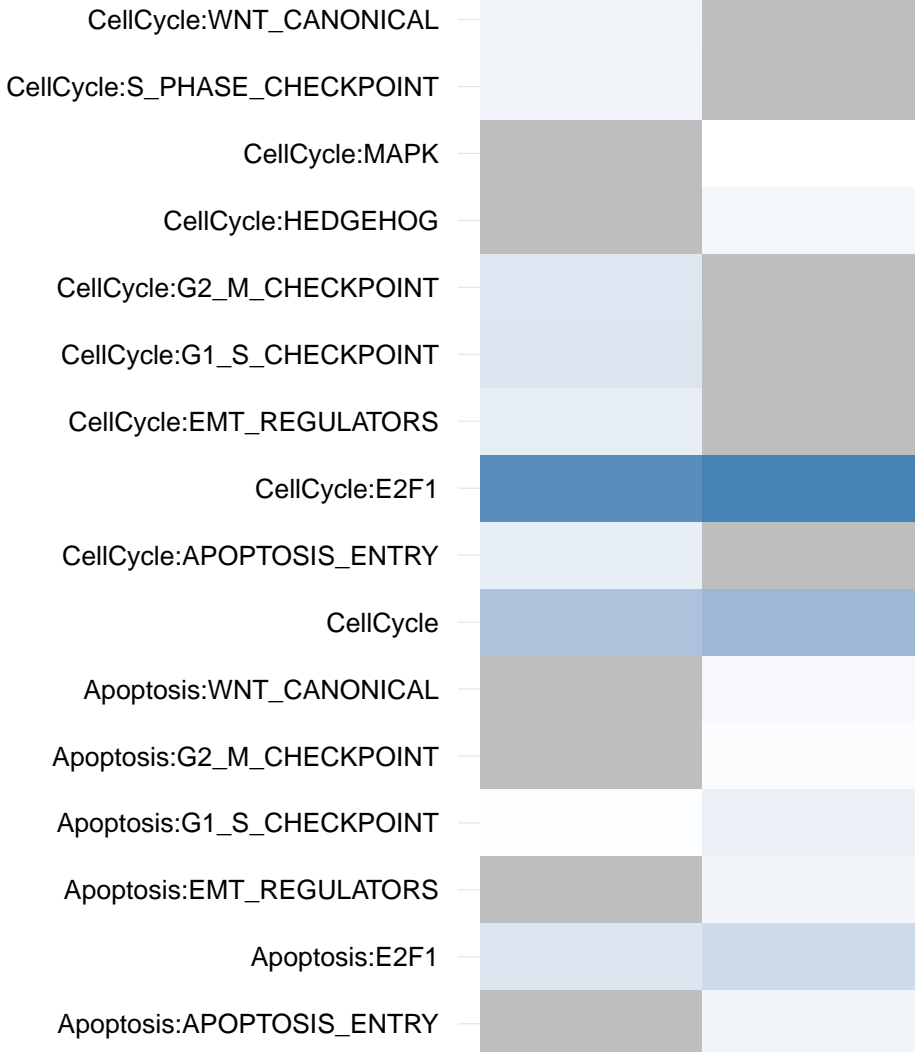 CellCycle:WNT_CANONICAL
CellCycle:S_PHASE_CHECKPOINT
CellCycle:MAPK
CellCycle:HEDGEHOG
CellCycle:G2_M_CHECKPOINT
CellCycle:G1_S_CHECKPOINT
CellCycle:EMT_REGULATORS
CellCycle:E2F1
CellCycle:APOPTOSIS_ENTRY
CellCycle
Apoptosis:WNT_CANONICAL
Apoptosis:G2_M_CHECKPOINT
Apoptosis:G1_S_CHECKPOINT
Apoptosis:EMT_REGULATORS
Apoptosis:E2F1
Apoptosis:APOPTOSIS_ENTRY